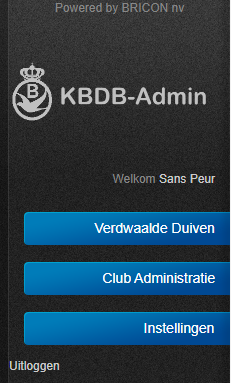 Powered by BRICON nv
B
KBDB-Admin
Welkom Sans Peur
Verdwaalde Duiven
Club Administratie
Instellingen
Uitloggen